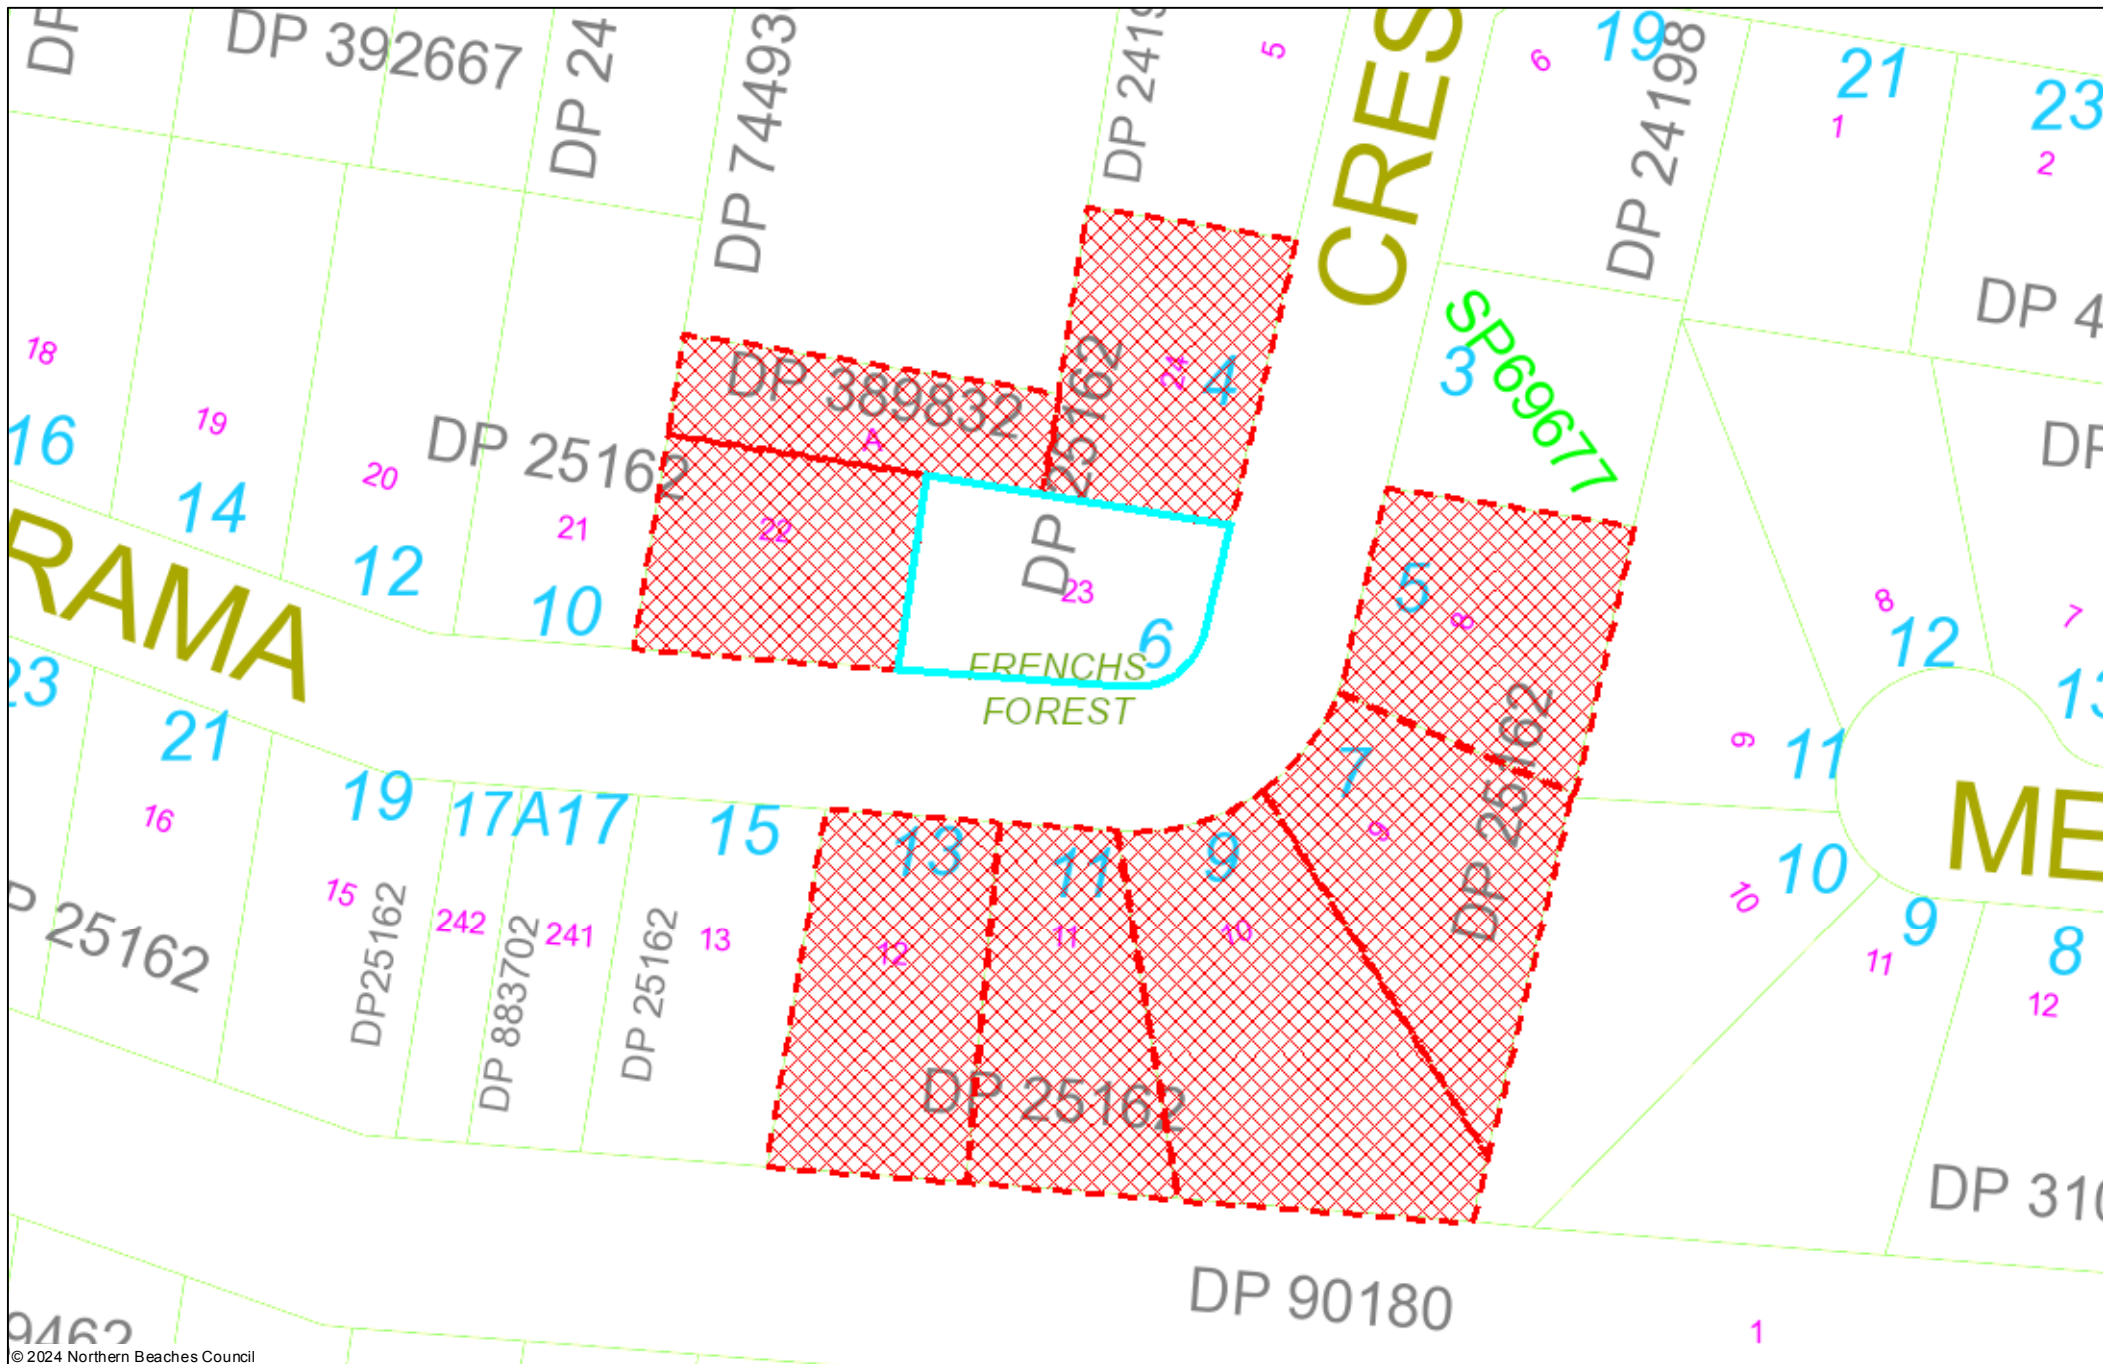 DP
DP 392667
DP 24
DP 74493
DP 2419
5
CRES
6
19
DP 24198
21
1
23
2
DP 4
SP69677
3
18
16
19
14
DP 25162
20
12
21
10
DP 389832
A
22
DP 25162
24
4
23
6
FRENCHS
FOREST
5
8
DP
8
12
7
13
9
11
RAMA
23
21
16
19
15
17A
17
15
242
241
13
DP25162
DP 883702
DP 25162
P 25162
13
12
11
11
9
10
7
9
DP 25162
DP 25162
10
10
ME
9
11
8
12
DP 310
DP 90180
1
9462
© 2024 Northern Beaches Council